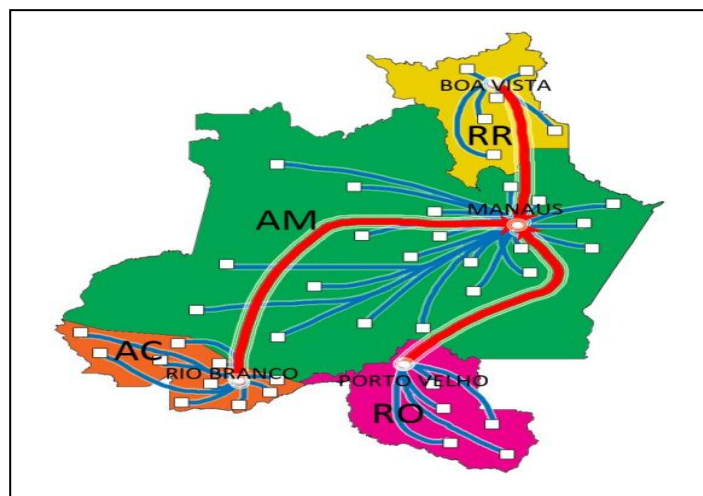 BOA VISTA
RR
AM
MANAUS
AC
RIO BRANCO
PORTO VELHO
RO